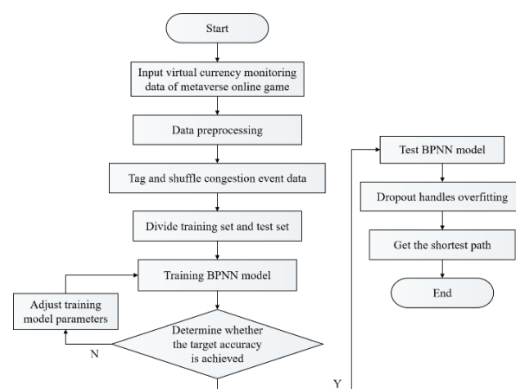 Start
Input virtual currency monitoring
data of metaverse online game
Data preprocessing
Tag and shuffle congestion event data
Divide training set and test set
Training BPNN model
Adjust training
model parameters
Determine whether
the target accuracy
is achieved
N
Y
Test BPNN model
Dropout handles overfitting
Get the shortest path
End